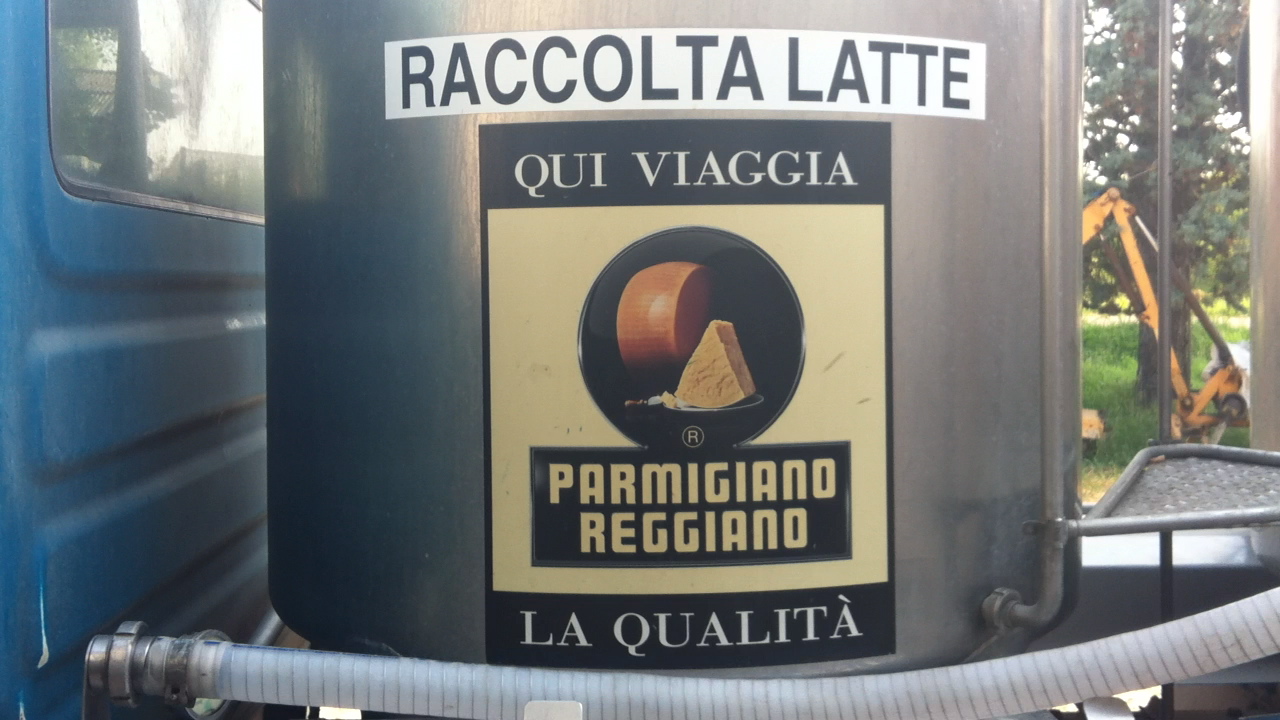 RACCOLTA LATTE
QUI VIAGGIA
®
PARMIGIANO
REGGIANO
LA QUALITÀ